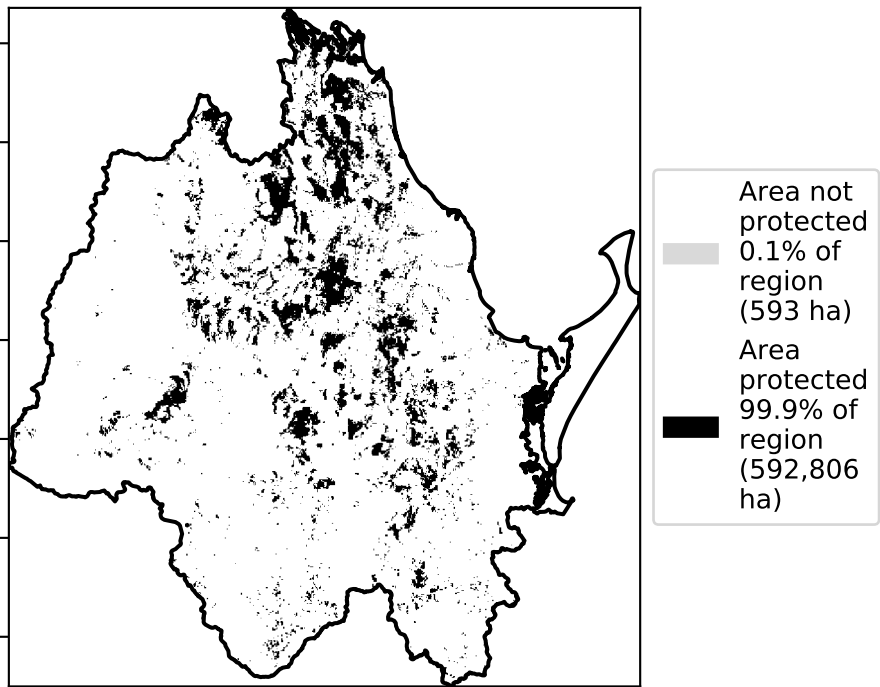 Area not
protected
0.1% of
region
(593 ha)
Area
protected
99.9% of
region
(592,806
ha)